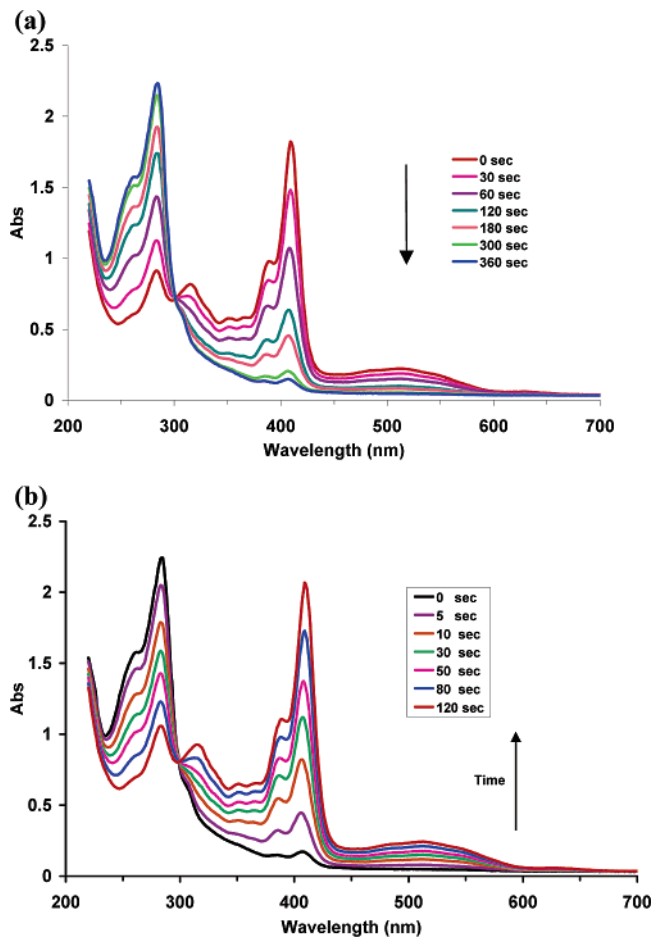 (a)
2.5
2
1.5
1
0.5
0
Abs
200
300
400
500
600
700
Wavelength (nm)
0 sec
30 sec
60 sec
120 sec
180 sec
300 sec
360 sec
(b)
2.5
2
1.5
1
0.5
0
Abs
200
300
400
500
600
700
Wavelength (nm)
0 sec
5 sec
10 sec
30 sec
50 sec
80 sec
120 sec
Time